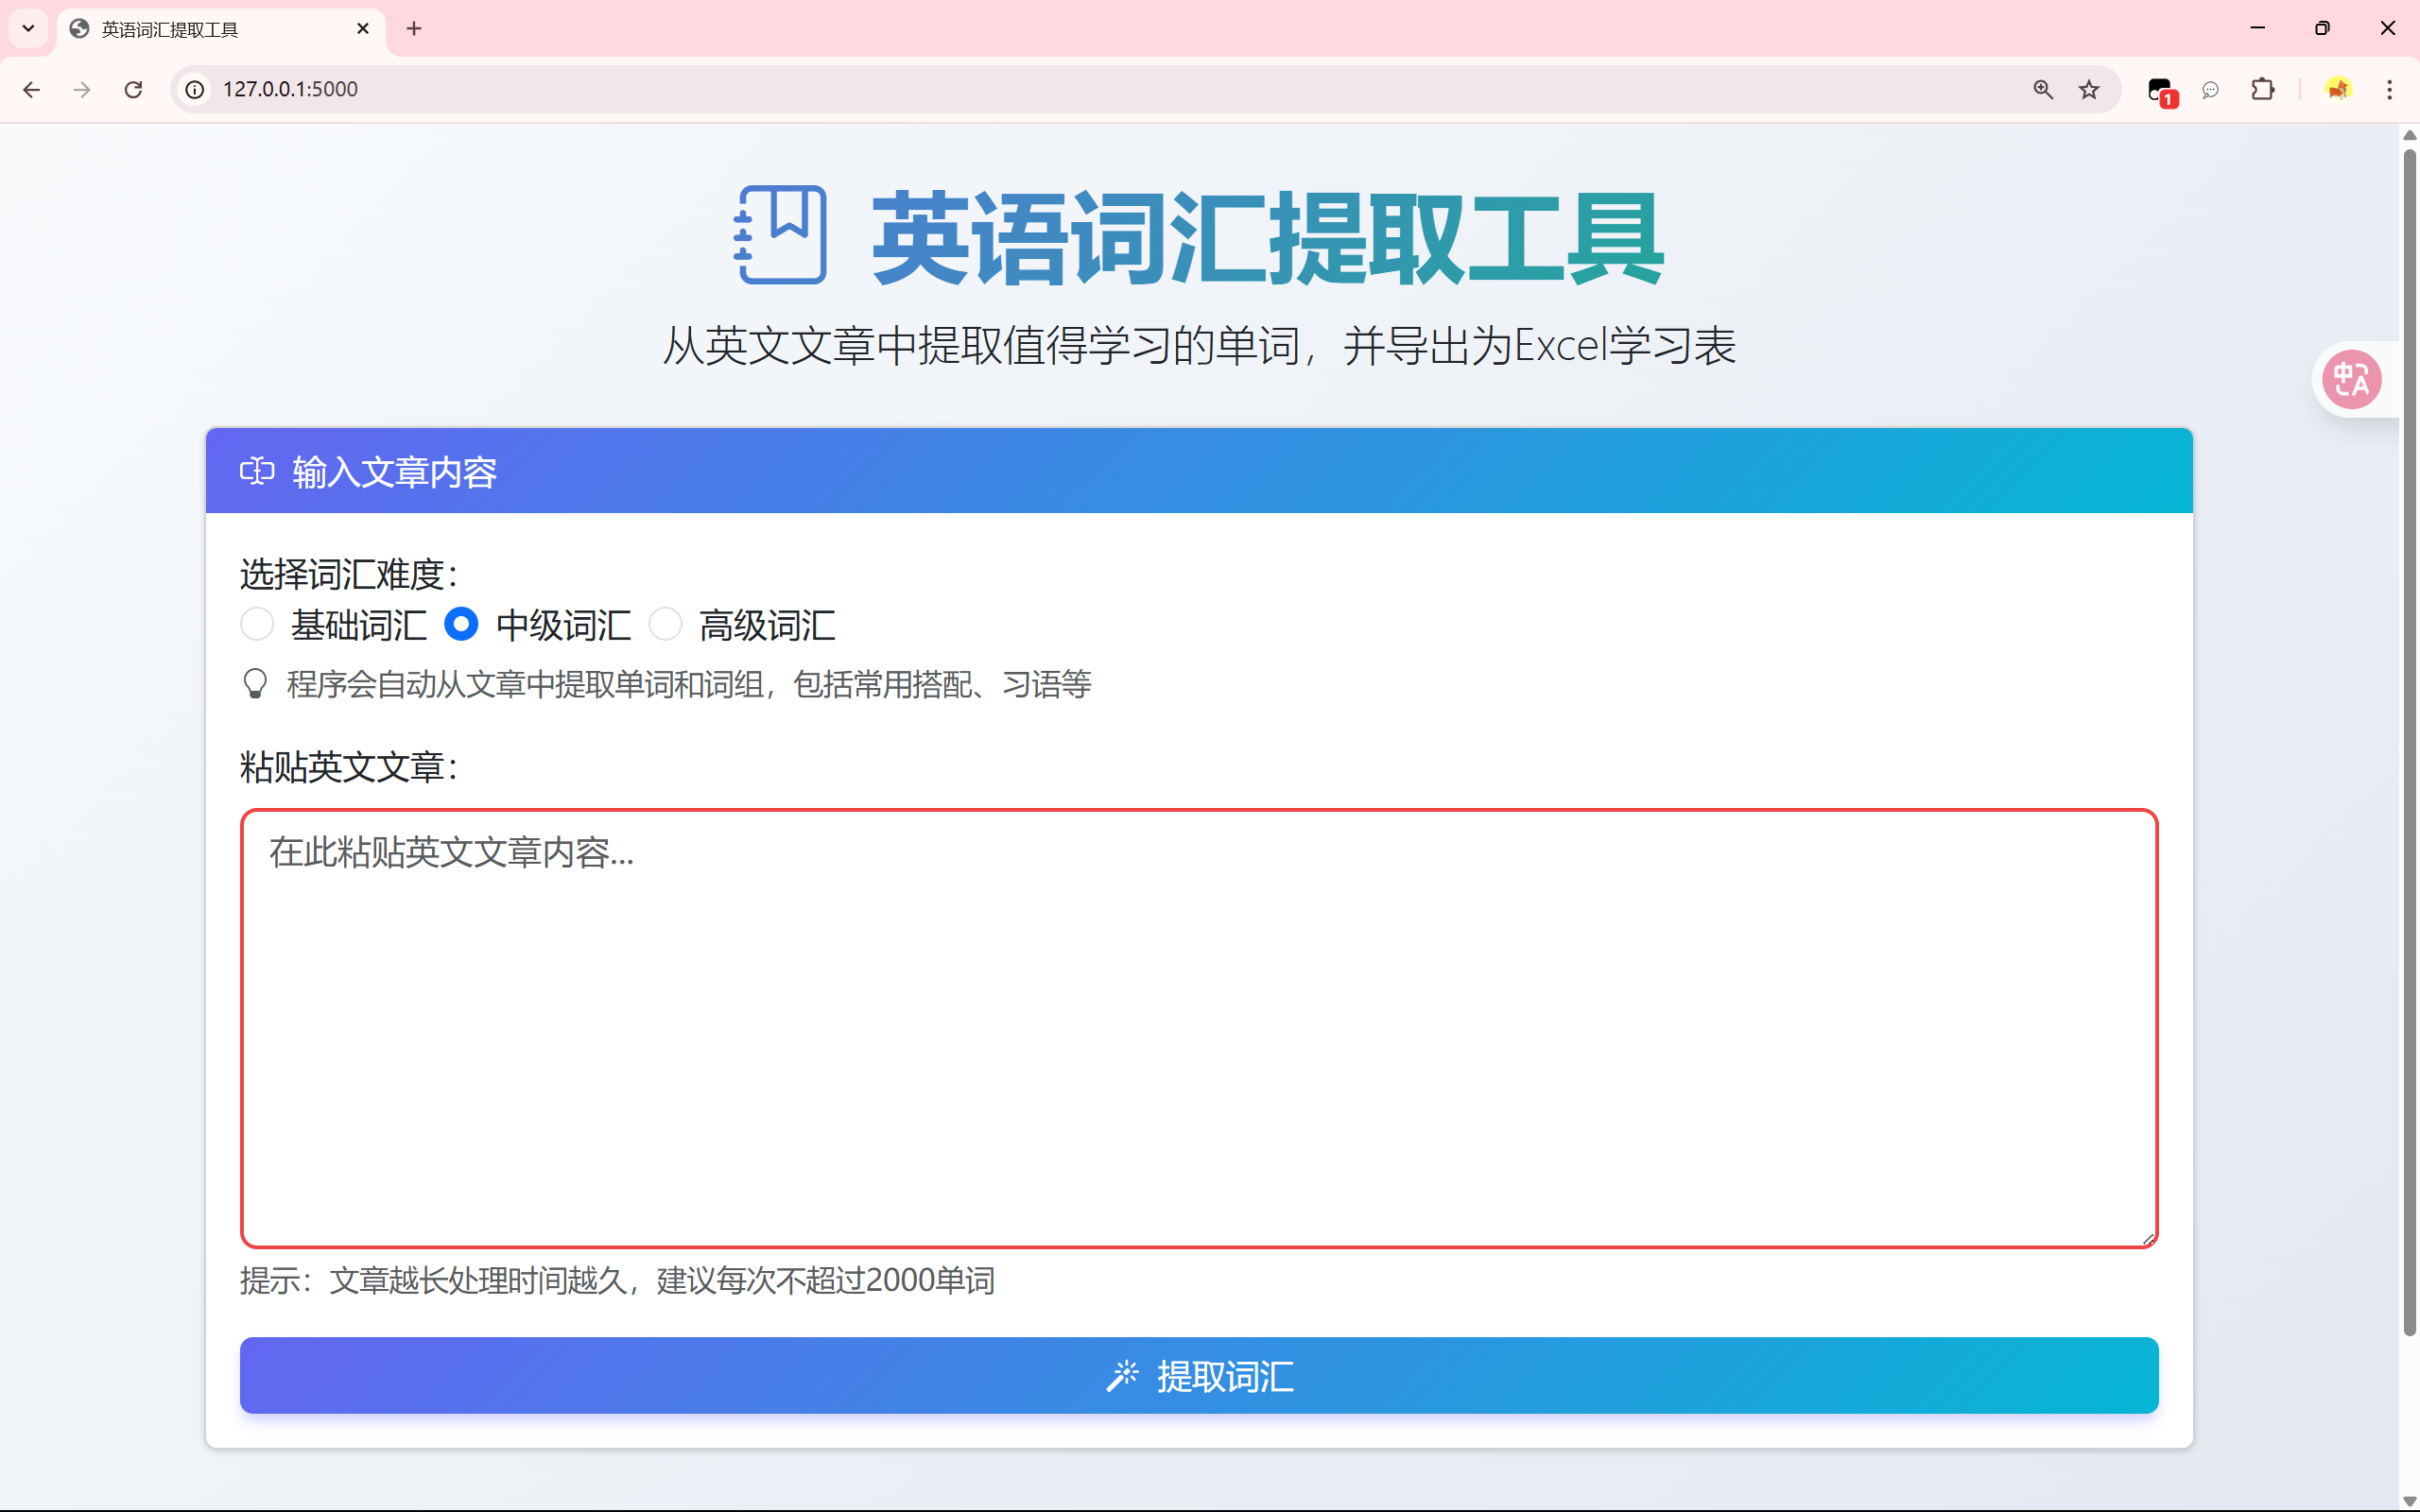 英语词汇提取工具
127.0.0.1:5000
1
英语词汇提取工具
从英文文章中提取值得学习的单词，并导出为Excel学习表
中A
输入文章内容
选择词汇难度：
基础词汇 中级词汇 高级词汇
程序会自动从文章中提取单词和词组，包括常用搭配、习语等
粘贴英文文章：
在此粘贴英文文章内容...
提示：文章越长处理时间越久，建议每次不超过2000单词
提取词汇